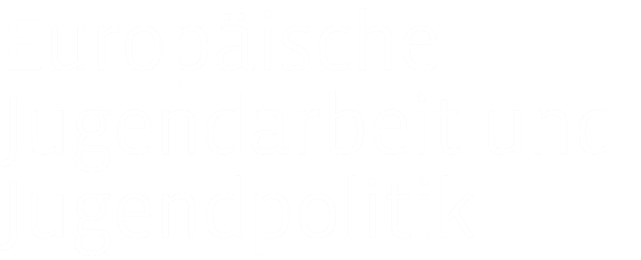 Europäische
Jugendarbeit und
Jugendpolitik